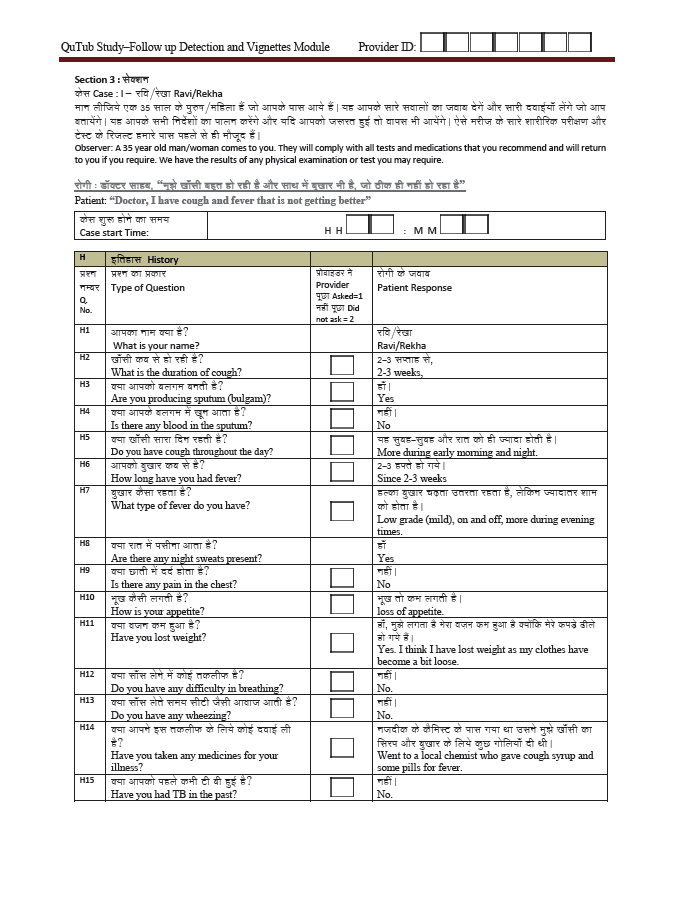 QuTub Study–Follow up Detection and Vignettes Module Provider ID:
Section 3 : सेक्शन
केस Case : I – रवि/रेखा Ravi/Rekha
मान लीजिये एक 35 साल के पुरुष/महिला हैं जो आपके पास आये हैं। यह आपके सारे सवालों का जवाब देगें और सारी दवाइयाँ लेंगे जो आप
बतायेंगे। यह आपके सभी निर्देशों का पालन करेंगे और यदि आपको जरूरत हुई तो वापस भी आयेंगे। ऐसे मरीज़ के सारे शारीरिक परीक्षण और
टेस्ट के रिजल्ट हमारे पास पहले से ही मौजूद हैं।
Observer: A 35 year old man/woman comes to you. They will comply with all tests and medications that you recommend and will return
to you if you require. We have the results of any physical examination or test you may require.
रोगी : डॉक्टर साहब, “मुझे खाँसी बहुत हो रही है और साथ में बुखार भी है, जो ठीक ही नहीं हो रहा है”
Patient: “Doctor, I have cough and fever that is not getting better”
केस शुरू होने का समय
Case start Time:
H H : M M
H इतिहास History
प्रश्न नम्बर Q. No.
प्रश्न का प्रकार
Type of Question
प्रोवाइडर ने
Provider
पूछा Asked=1
नहीं पूछा Did
not ask = 2
रोगी के जवाब
Patient Response
H1 आपका नाम क्या है? रवि/रेखा
What is your name? Ravi/Rekha
H2 खाँसी कब से हो रही है? 2–3 सप्ताह से,
What is the duration of cough? 2-3 weeks,
H3 क्या आपको बलगम बनती है? हाँ।
Are you producing sputum (bulgam)? Yes
H4 क्या आपके बलगम में खून आता है? नहीं।
Is there any blood in the sputum? No
H5 क्या खाँसी सारा दिन रहती है? यह सुबह–सुबह और रात को ही ज्यादा होती है।
Do you have cough throughout the day? More during early morning and night.
H6 आपको बुखार कब से है? 2–3 हफ्ते हो गये।
How long have you had fever? Since 2-3 weeks
H7 बुखार कैसा रहता है? हल्का बुखार चढ़ता उतरता रहता है, लेकिन ज्यादातर शाम
What type of fever do you have? को होता है।
Low grade (mild), on and off, more during evening
times.
H8 क्या रात में पसीना आता है? हाँ
Are there any night sweats present? Yes
H9 क्या छाती में दर्द होता है? नहीं।
Is there any pain in the chest? No
H10 भूख कैसी लगती है? भूख तो कम लगती है।
How is your appetite? loss of appetite.
H11 क्या वजन कम हुआ है? हाँ, मुझे लगता है मेरा वज़न कम हुआ है क्योंकि मेरे कपड़े ढीले
Have you lost weight? हो गये हैं।
Yes. I think I have lost weight as my clothes have
become a bit loose.
H12 क्या साँस लेने में कोई तकलीफ है? नहीं।
Do you have any difficulty in breathing? No.
H13 क्या साँस लेते समय सीटी जैसी आवाज आती है? नहीं।
Do you have any wheezing? No.
H14 क्या आपने इस तकलीफ के लिये कोई दवाई ली नजदीक के कैमिस्ट के पास गया था उसने मुझे खाँसी का
है? सिरप और बुखार के लिये कुछ गोलियाँ दी थी।
Have you taken any medicines for your Went to a local chemist who gave cough syrup and
illness? some pills for fever.
H15 क्या आपको पहले कभी टी बी हुई है? नहीं।
Have you had TB in the past? No.